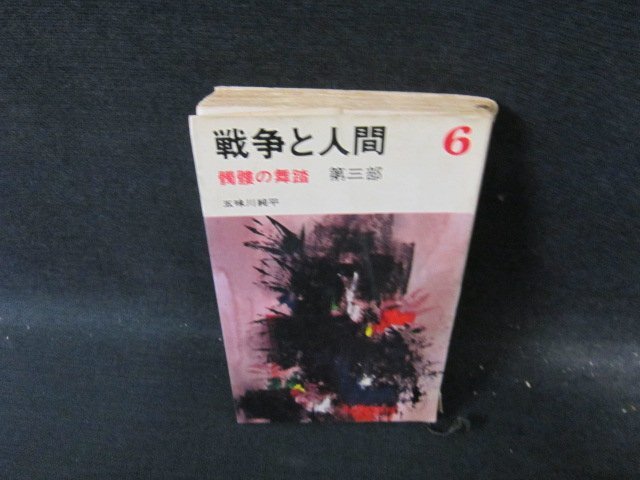 戦争と人間 6
髑髏の舞踏 第三部
五味川純平